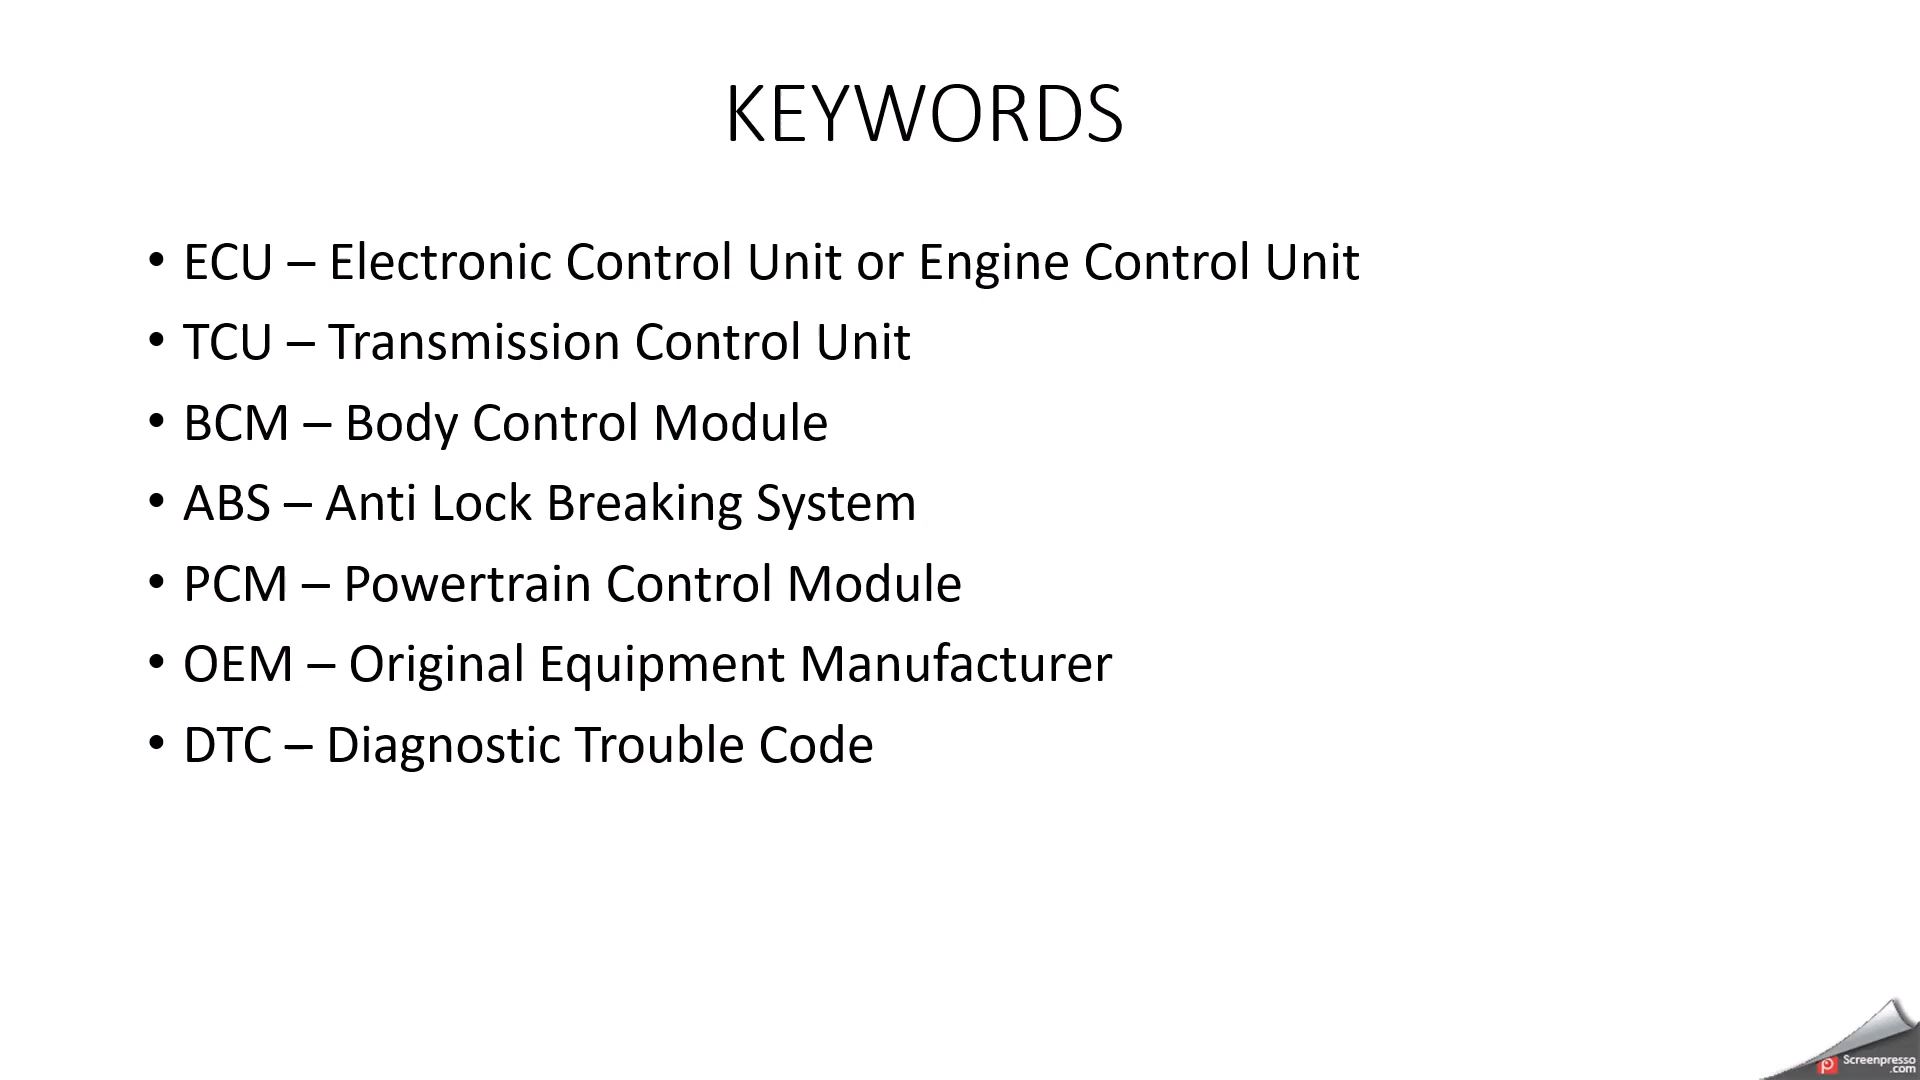 KEYWORDS
• ECU – Electronic Control Unit or Engine Control Unit
• TCU – Transmission Control Unit
• BCM – Body Control Module
• ABS – Anti Lock Breaking System
• PCM – Powertrain Control Module
• OEM – Original Equipment Manufacturer
• DTC – Diagnostic Trouble Code
Screenpresso
.com